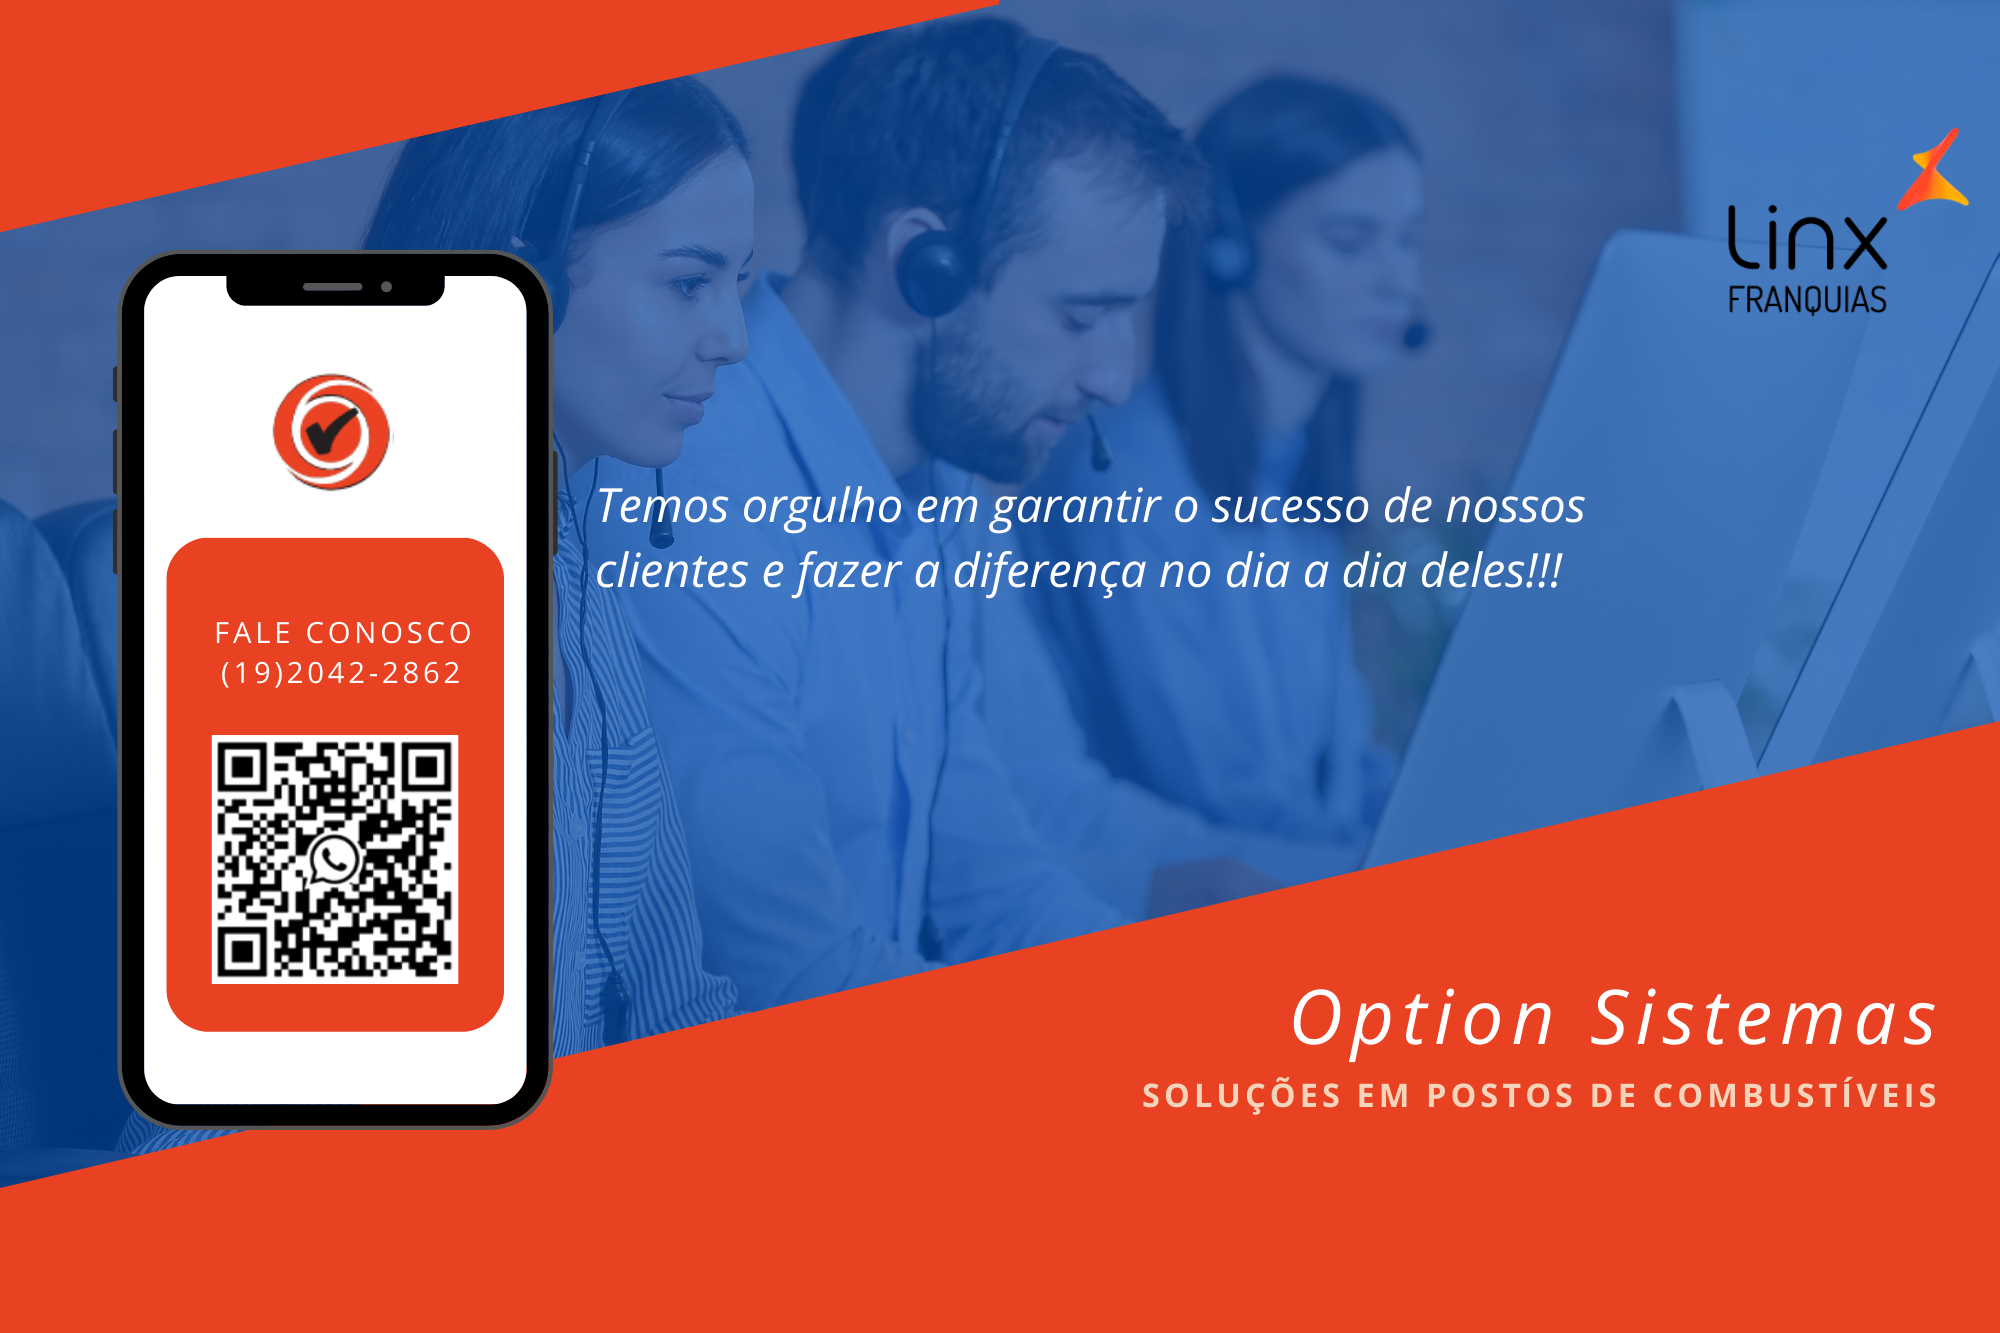 linx
FRANQUIAS
Temos orgulho em garantir o sucesso de nossos
clientes e fazer a diferença no dia a dia deles!!!
FALE CONOSCO
(19)2042-2862
Option Sistemas
SOLUÇÕES EM POSTOS DE COMBUSTÍVEIS